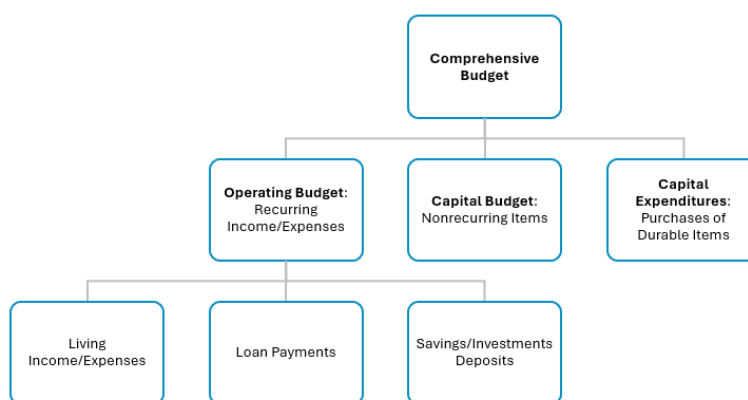 Comprehensive
Budget
Operating Budget:
Recurring
Income/Expenses
Capital Budget:
Nonrecurring Items
Capital
Expenditures:
Purchases of
Durable Items
Living
Income/Expenses
Loan Payments
Savings/Investments
Deposits